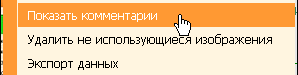 Показать комментарии
Удалить не использующиеся изображения
Экспорт данных